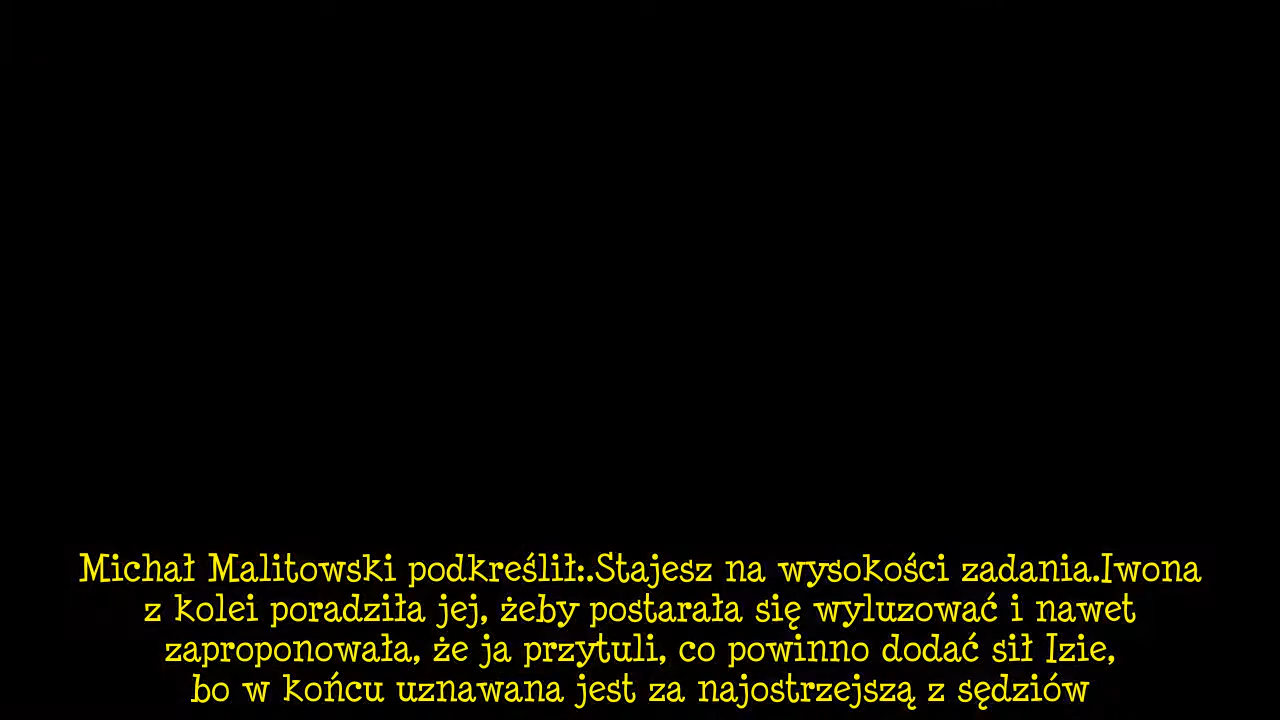 Michał Malitowski podkreślił:.Stajesz na wysokości zadania.Iwona
z kolei poradziła jej, żeby postarała się wyluzować i nawet
zaproponowała, że ja przytuli, co powinno dodać sił Izie,
bo w końcu uznawana jest za najostrzejszą z sędziów